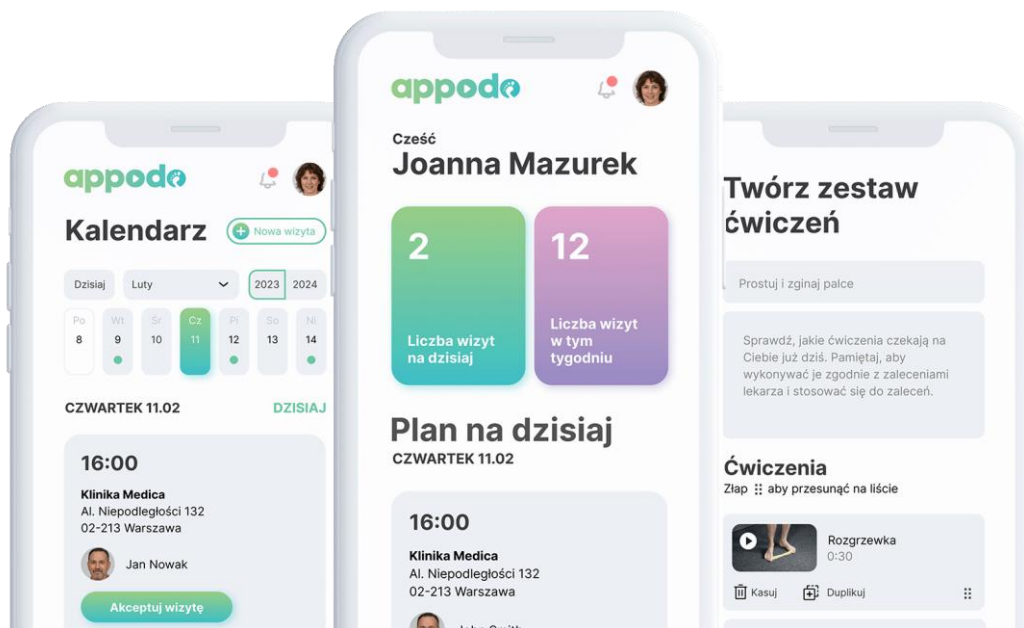 appodo
Kalendarz
Nowa wizyta
Dzisiaj
Luty
2023
2024
Po
Wt
Śr
Cz
Pi
So
Ni
8
9
10
11
12
13
14
CZWARTEK 11.02
DZISIAJ
16:00
Klinika Medica
Al. Niepodległości 132
02-213 Warszawa
Jan Nowak
Akceptuj wizytę
appodo
Cześć
Joanna Mazurek
2
Liczba wizyt
na dzisiaj
12
Liczba wizyt
w tym
tygodniu
Plan na dzisiaj
CZWARTEK 11.02
16:00
Klinika Medica
Al. Niepodległości 132
02-213 Warszawa
Twórz zestaw
ćwiczeń
Prostuj i zginaj palce
Sprawdź, jakie ćwiczenia czekają na
Ciebie już dziś. Pamiętaj, aby
wykonywać je zgodnie z zaleceniami
lekarza i stosować się do zaleceń.
Ćwiczenia
Złap aby przesunąć na liście
Rozgrzewka
0:30
Kasuj
Duplikuj